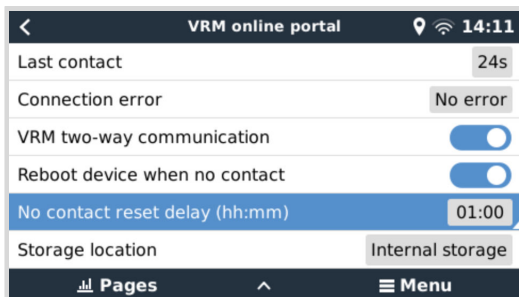 VRM online portal 14:11
Last contact 24s
Connection error No error
VRM two-way communication
Reboot device when no contact
No contact reset delay (hh:mm) 01:00
Storage location Internal storage
Pages Menu